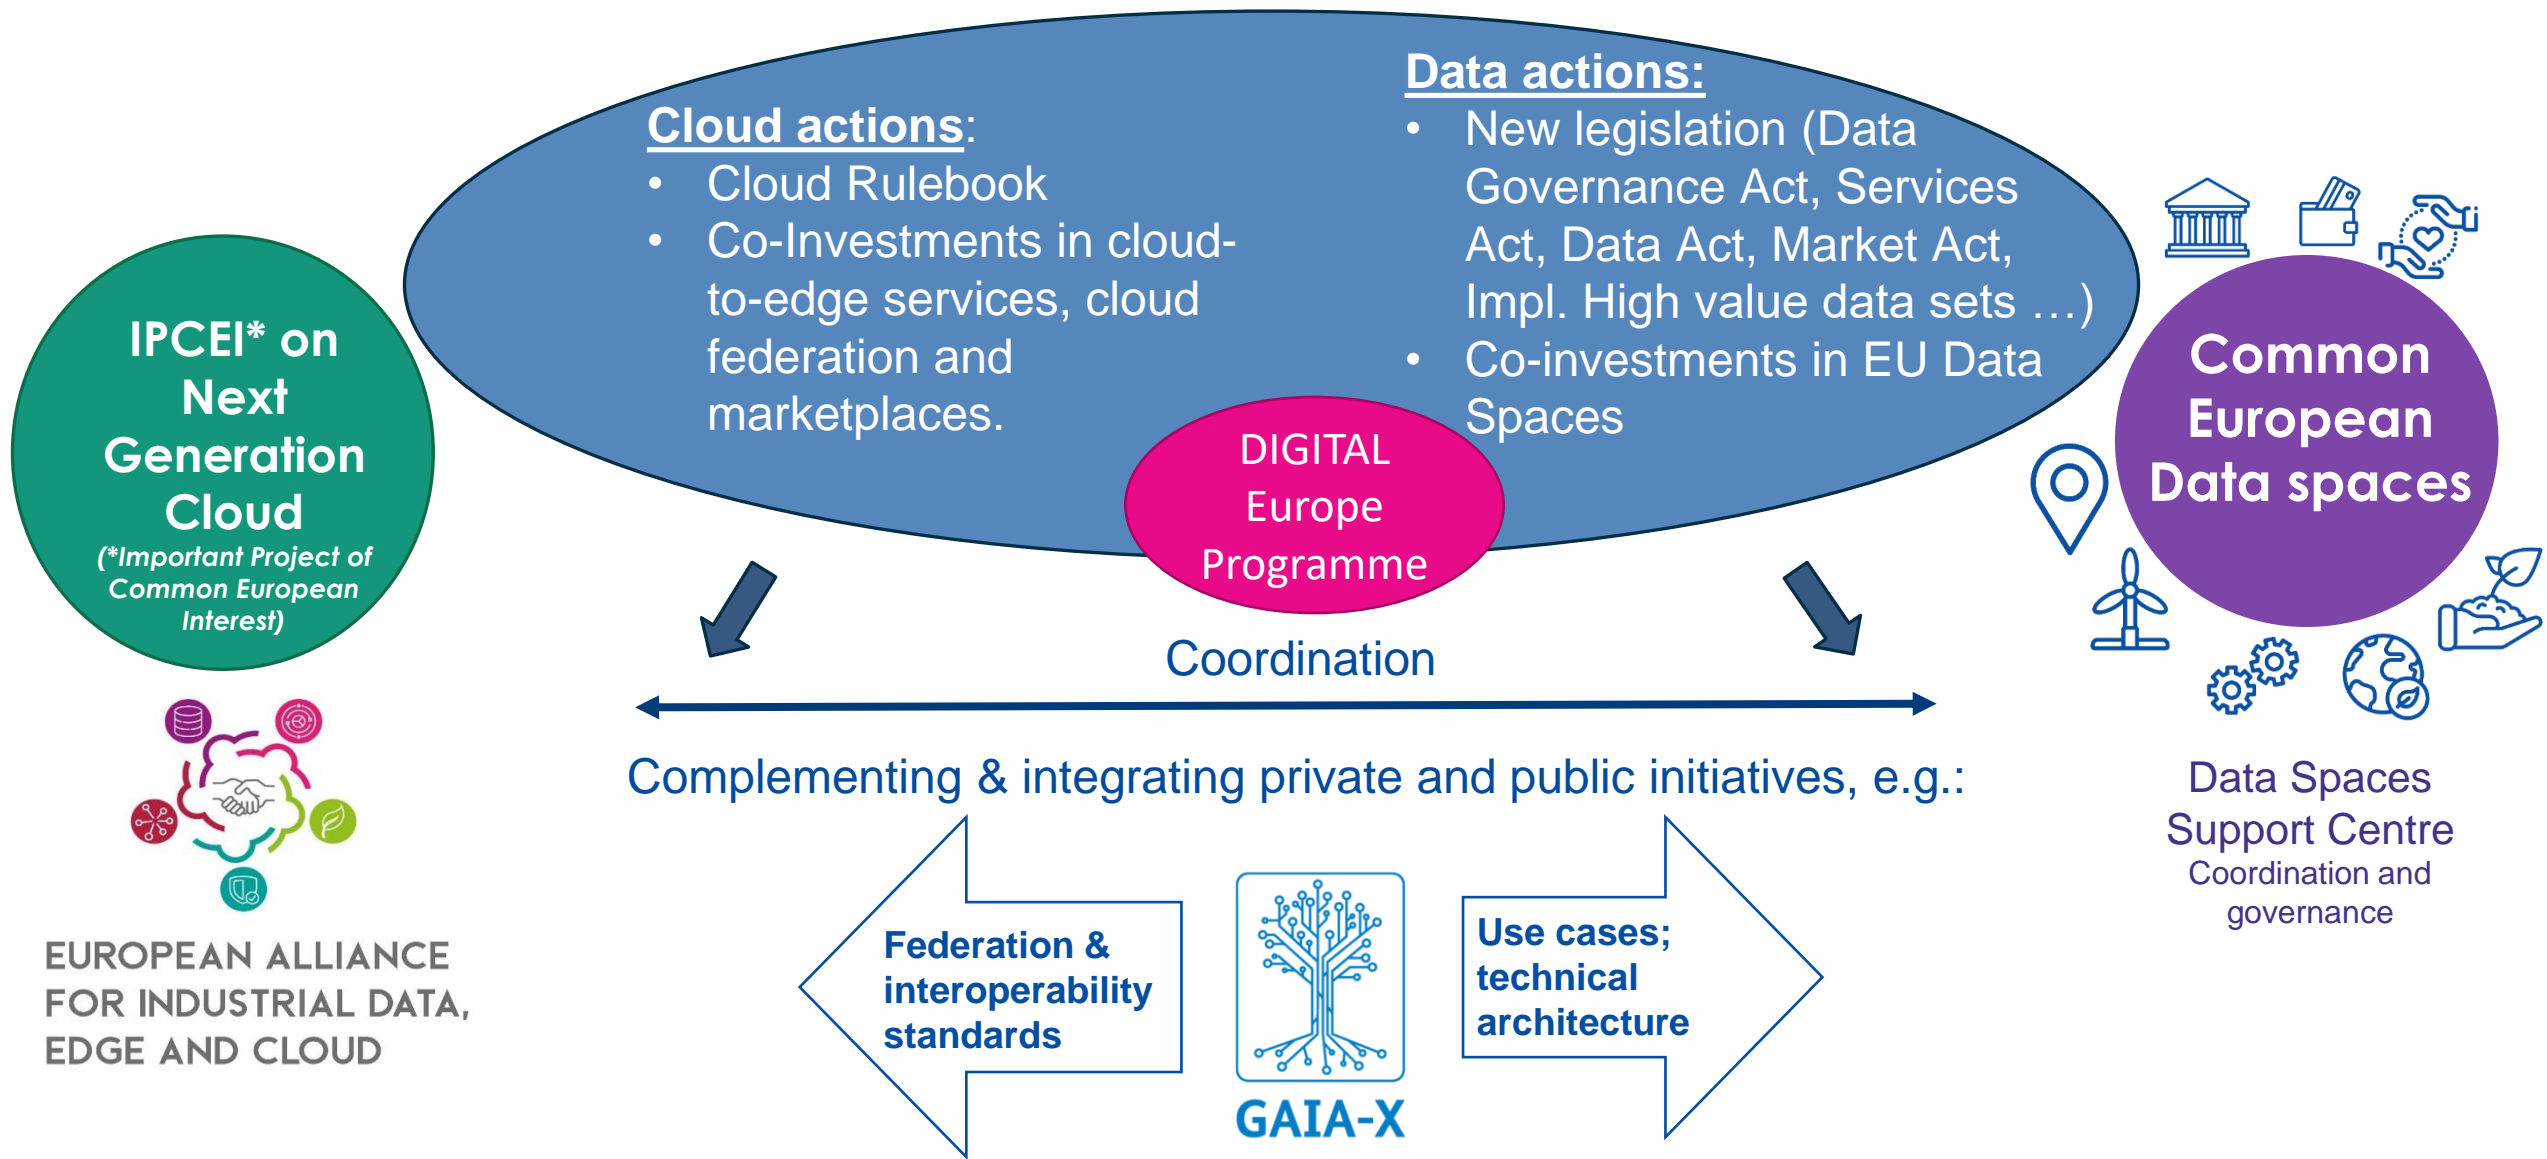 Cloud actions:
• Cloud Rulebook
• Co-Investments in cloud-
to-edge services, cloud
federation and
marketplaces.
Data actions:
• New legislation (Data
Governance Act, Services
Act, Data Act, Market Act,
Impl. High value data sets …)
• Co-investments in EU Data
Spaces
DIGITAL
Europe
Programme
IPCEI* on
Next
Generation
Cloud
(*Important Project of
Common European
Interest)
Common
European
Data spaces
Coordination
Complementing & integrating private and public initiatives, e.g.:
EUROPEAN ALLIANCE
FOR INDUSTRIAL DATA,
EDGE AND CLOUD
Federation &
interoperability
standards
GAIA-X
Use cases;
technical
architecture
Data Spaces
Support Centre
Coordination and
governance